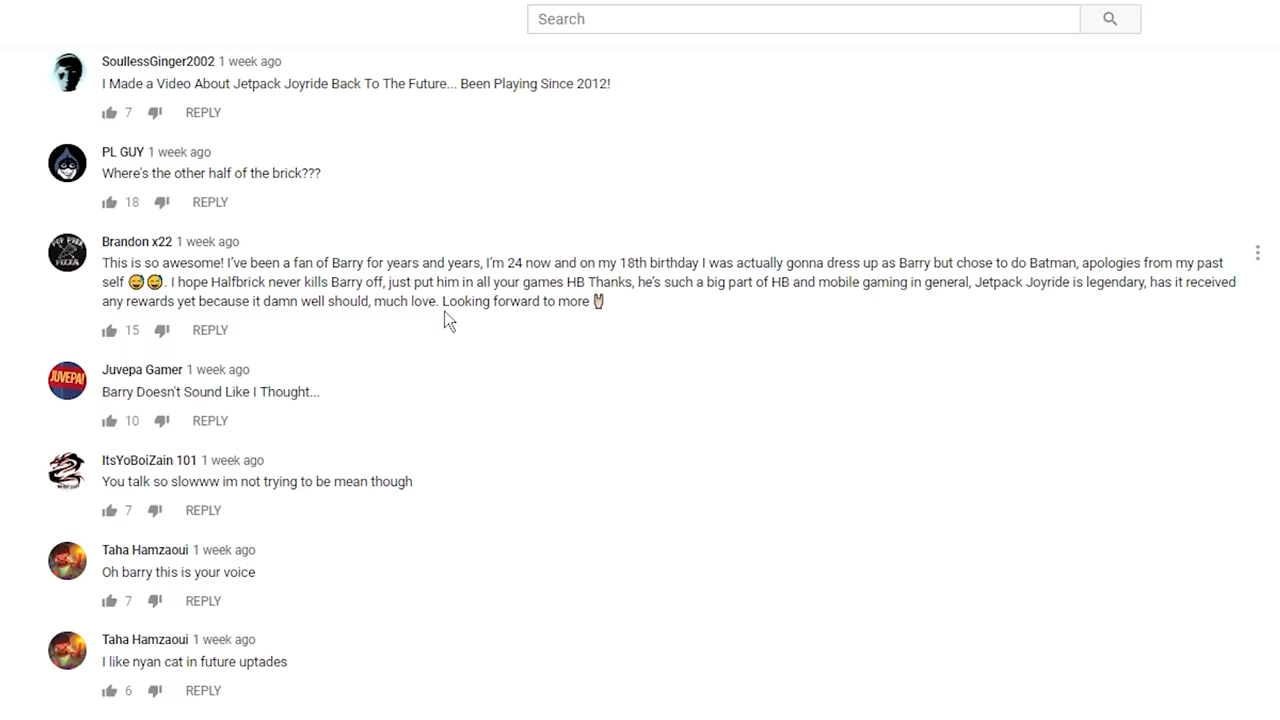 Search
SoullessGinger2002 1 week ago
I Made a Video About Jetpack Joyride Back To The Future... Been Playing Since 2012!
7 REPLY
PL GUY 1 week ago
Where's the other half of the brick???
18 REPLY
Brandon x22 1 week ago
This is so awesome! I've been a fan of Barry for years and years, I'm 24 now and on my 18th birthday I was actually gonna dress up as Barry but chose to do Batman, apologies from my past
self 😅😅. I hope Halfbrick never kills Barry off, just put him in all your games HB Thanks, he's such a big part of HB and mobile gaming in general, Jetpack Joyride is legendary, has it received
any rewards yet because it damn well should, much love. Looking forward to more 🤘🏼
15 REPLY
JUVEPA!
Juvepa Gamer 1 week ago
Barry Doesn't Sound Like I Thought...
10 REPLY
ItsYoBoiZain 101 1 week ago
You talk so slowww im not trying to be mean though
7 REPLY
Taha Hamzaoui 1 week ago
Oh barry this is your voice
7 REPLY
Taha Hamzaoui 1 week ago
I like nyan cat in future uptades
6 REPLY